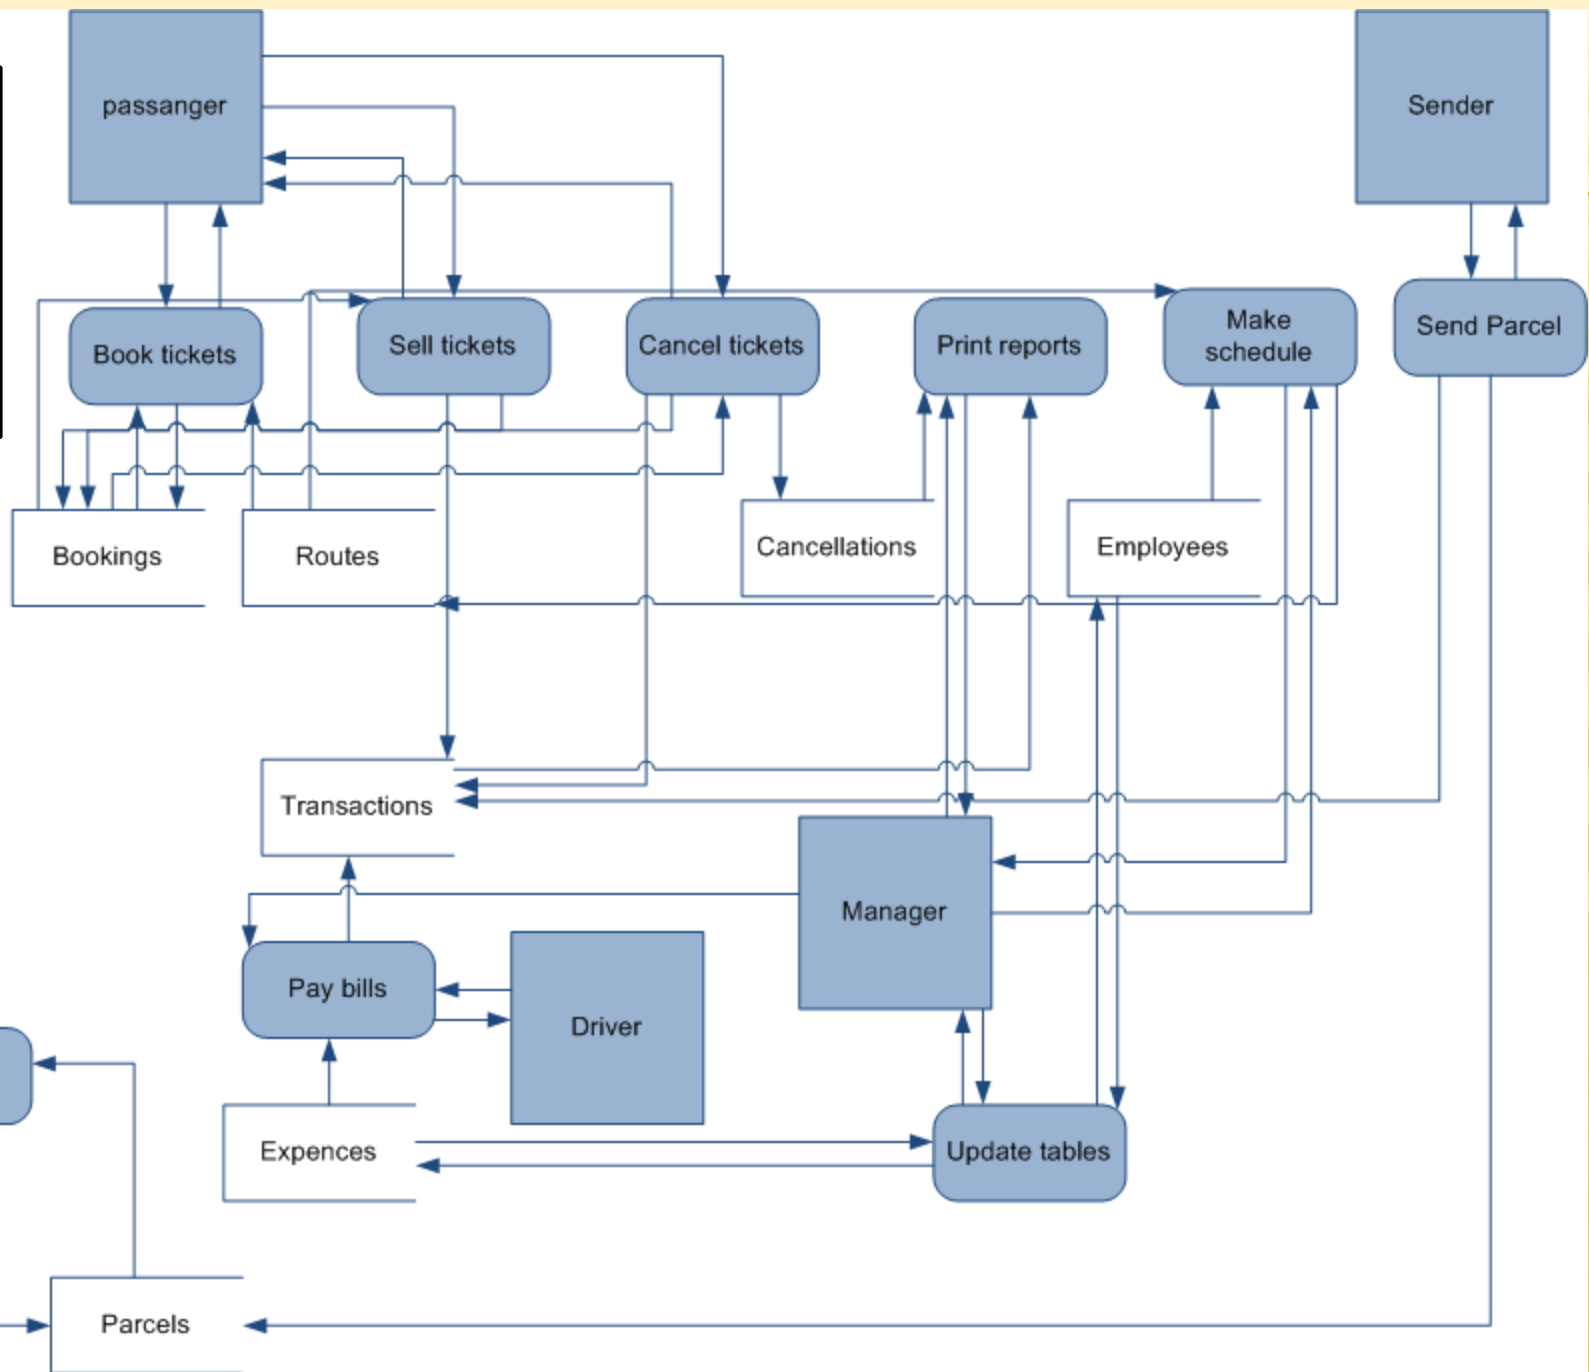 passanger
Sender
Book tickets
Sell tickets
Cancel tickets
Print reports
Make
schedule
Send Parcel
Bookings
Routes
Cancellations
Employees
Transactions
Manager
Pay bills
Driver
Expences
Update tables
Parcels